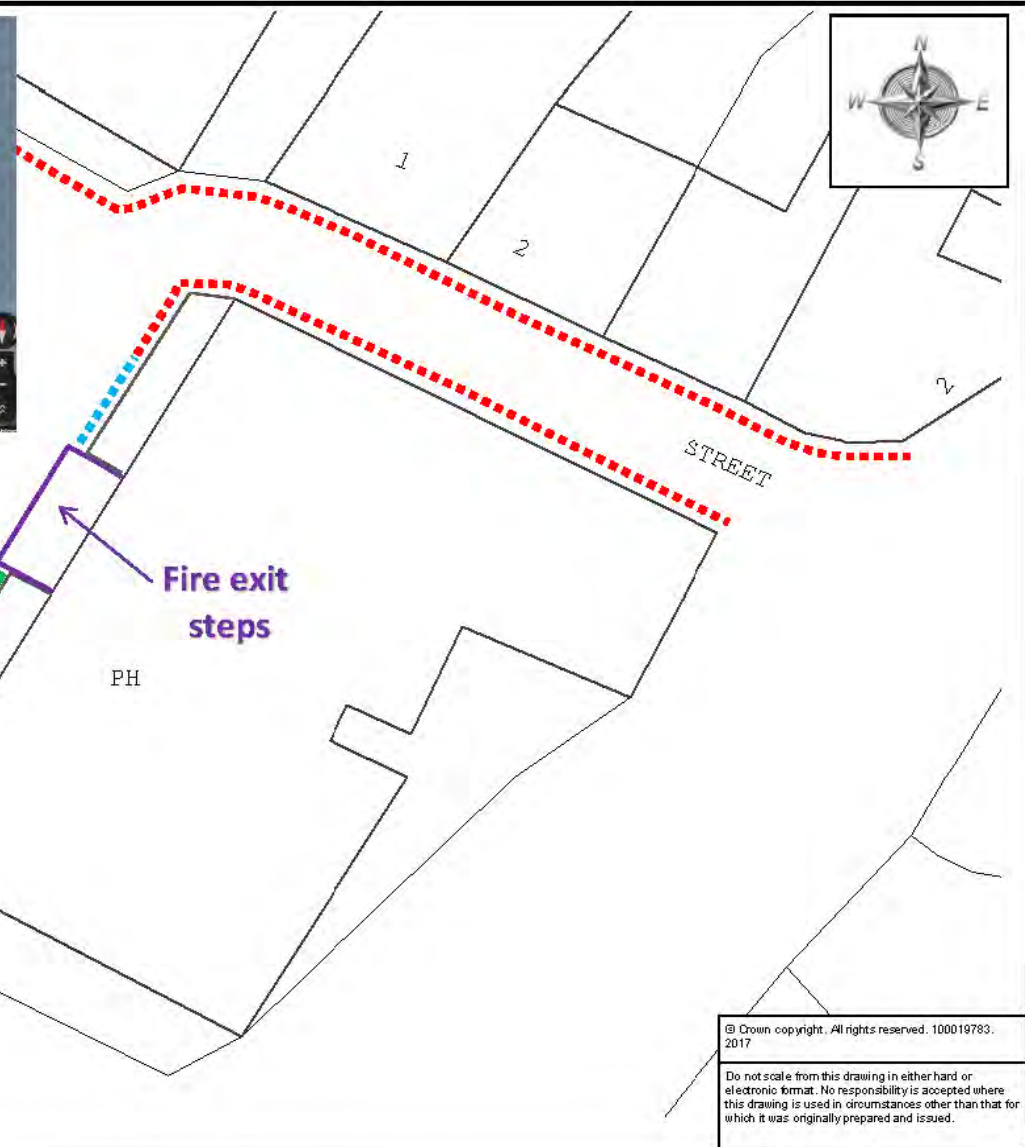 N
W E
S
1
2
2
STREET
Fire exit
steps
PH
© Crown copyright. All rights reserved. 100019783.
2017
Do not scale from this drawing in either hard or
electronic format. No responsibility is accepted where
this drawing is used in circumstances other than that for
which it was originally prepared and issued.